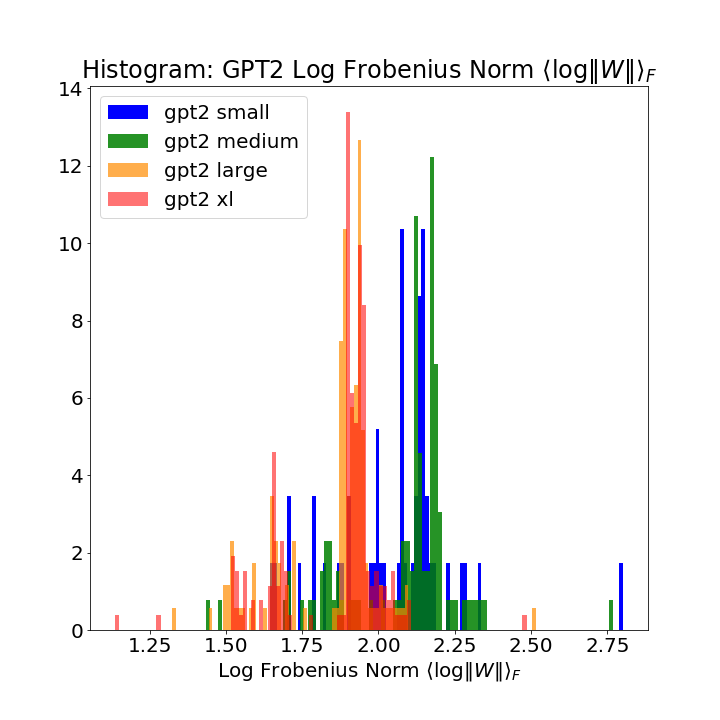 Histogram: GPT2 Log Frobenius Norm ⟨log‖W‖⟩F
14
12
10
8
6
4
2
0
gpt2 small
gpt2 medium
gpt2 large
gpt2 xl
1.25 1.50 1.75 2.00 2.25 2.50 2.75
Log Frobenius Norm ⟨log‖W‖⟩F